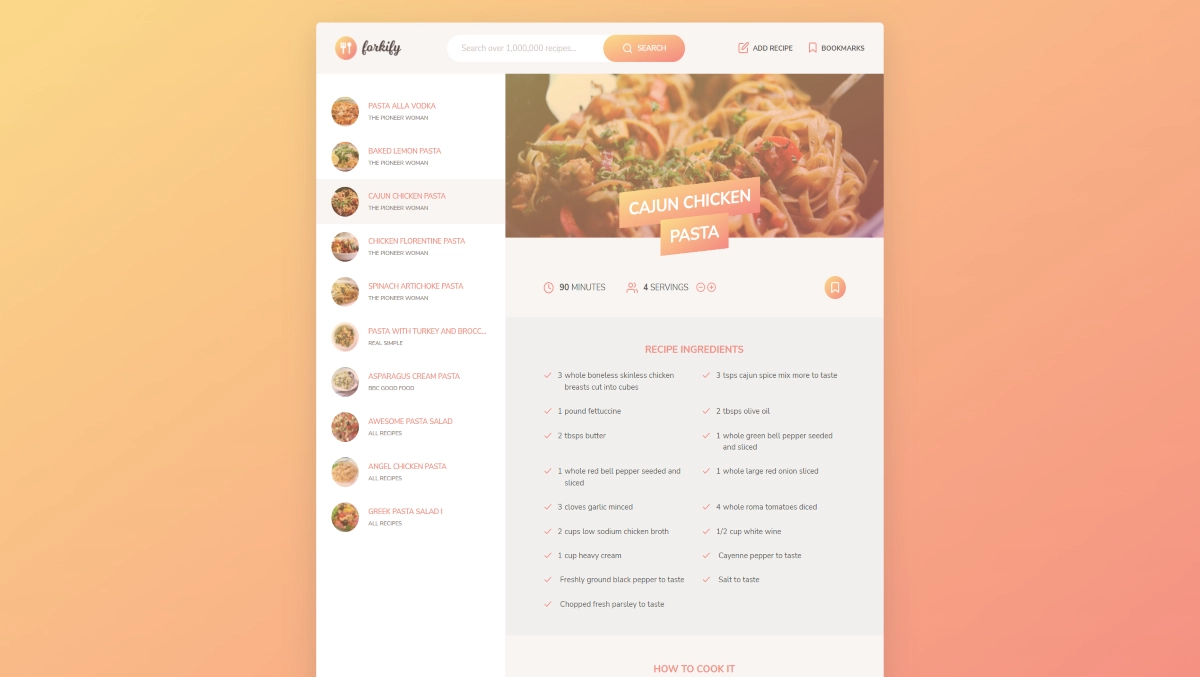 forkify
Search over 1,000,000 recipes...
SEARCH
ADD RECIPE
BOOKMARKS
PASTA ALLA VODKA
THE PIONEER WOMAN
BAKED LEMON PASTA
THE PIONEER WOMAN
CAJUN CHICKEN PASTA
THE PIONEER WOMAN
CHICKEN FLORENTINE PASTA
THE PIONEER WOMAN
SPINACH ARTICHOKE PASTA
THE PIONEER WOMAN
PASTA WITH TURKEY AND BROCC...
REAL SIMPLE
ASPARAGUS CREAM PASTA
BBC GOOD FOOD
AWESOME PASTA SALAD
ALL RECIPES
ANGEL CHICKEN PASTA
ALL RECIPES
GREEK PASTA SALAD I
ALL RECIPES
CAJUN CHICKEN
PASTA
90 MINUTES
4 SERVINGS
RECIPE INGREDIENTS
3 whole boneless skinless chicken
breasts cut into cubes
3 tsps cajun spice mix more to taste
1 pound fettuccine
2 tbsps olive oil
2 tbsps butter
1 whole green bell pepper seeded
and sliced
1 whole red bell pepper seeded and
sliced
1 whole large red onion sliced
3 cloves garlic minced
4 whole roma tomatoes diced
2 cups low sodium chicken broth
1/2 cup white wine
1 cup heavy cream
Cayenne pepper to taste
Freshly ground black pepper to taste
Salt to taste
Chopped fresh parsley to taste
HOW TO COOK IT